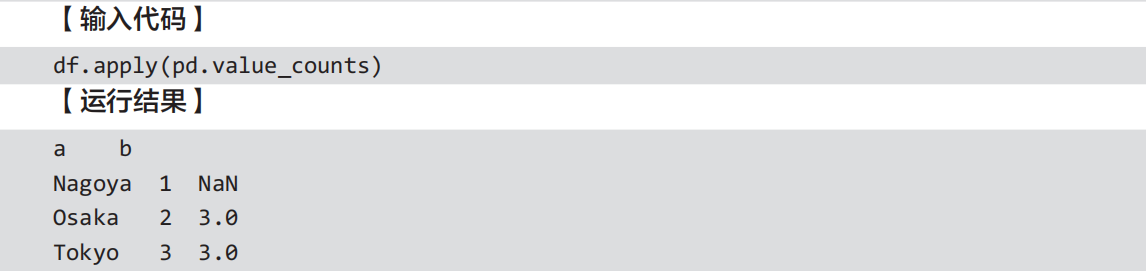 【输入代码】
df.apply(pd.value_counts)
【运行结果】
a    b
Nagoya  1  NaN
Osaka   2  3.0
Tokyo   3  3.0